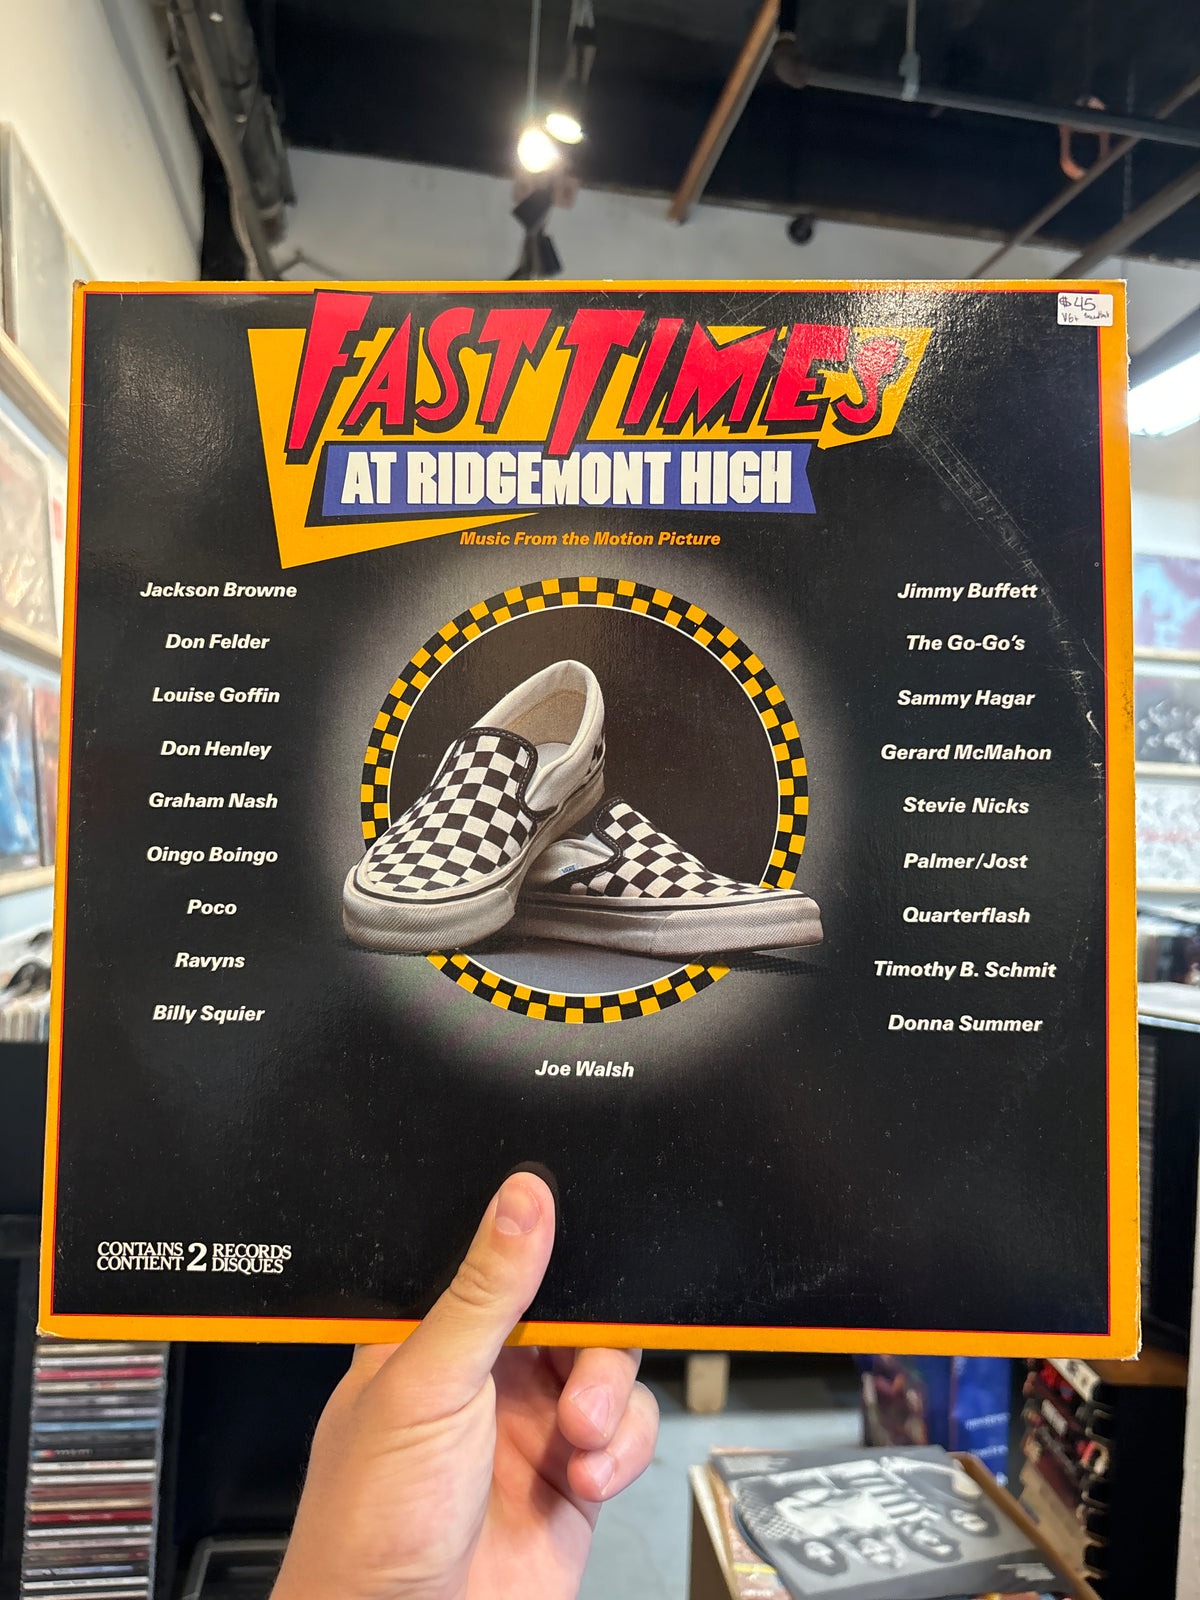 $45
VG+
FAST TIMES
AT RIDGEMONT HIGH
Music From the Motion Picture
Jackson Browne
Don Felder
Louise Goffin
Don Henley
Graham Nash
Oingo Boingo
Poco
Ravyns
Billy Squier
Jimmy Buffett
The Go-Go's
Sammy Hagar
Gerard McMahon
Stevie Nicks
Palmer/Jost
Quarterflash
Timothy B. Schmit
Donna Summer
Joe Walsh
VANS
CONTAINS 2 RECORDS
CONTIENT DISQUES